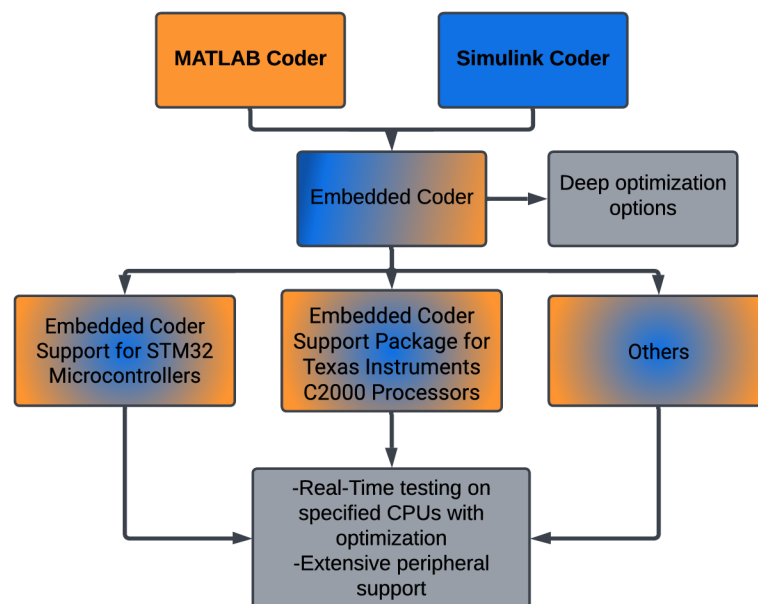 MATLAB Coder
Simulink Coder
Embedded Coder
Deep optimization
options
Embedded Coder
Support for STM32
Microcontrollers
Embedded Coder
Support Package for
Texas Instruments
C2000 Processors
Others
-Real-Time testing on
specified CPUs with
optimization
-Extensive peripheral
support